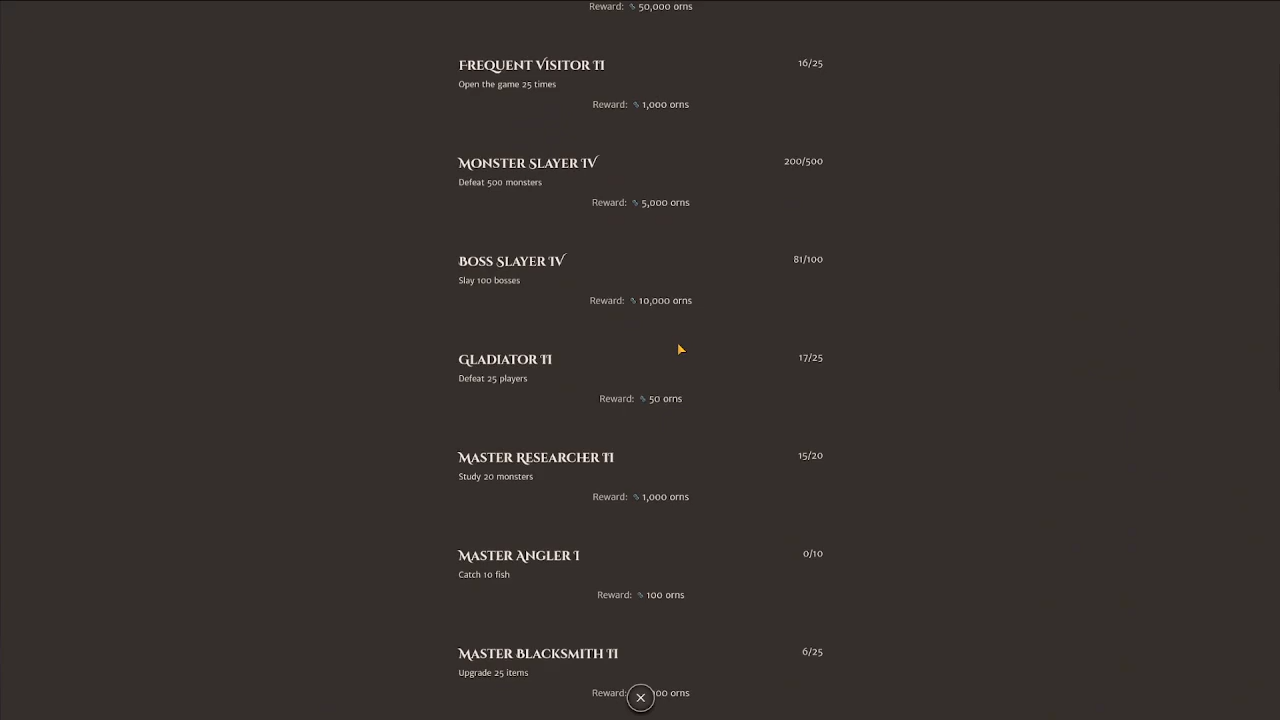 Reward: 50,000 orns
Frequent Visitor II 16/25
Open the game 25 times
Reward: 1,000 orns
Monster Slayer IV 200/500
Defeat 500 monsters
Reward: 5,000 orns
Boss Slayer IV 81/100
Slay 100 bosses
Reward: 10,000 orns
Gladiator II 17/25
Defeat 25 players
Reward: 50 orns
Master Researcher II 15/20
Study 20 monsters
Reward: 1,000 orns
Master Angler I 0/10
Catch 10 fish
Reward: 100 orns
Master Blacksmith II 6/25
Upgrade 25 items
Reward: orns